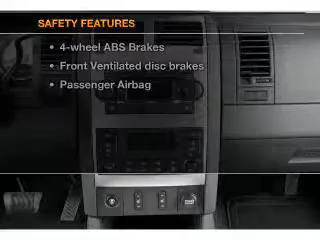 SAFETY FEATURES
• 4-wheel ABS Brakes
• Front Ventilated disc brakes
• Passenger Airbag